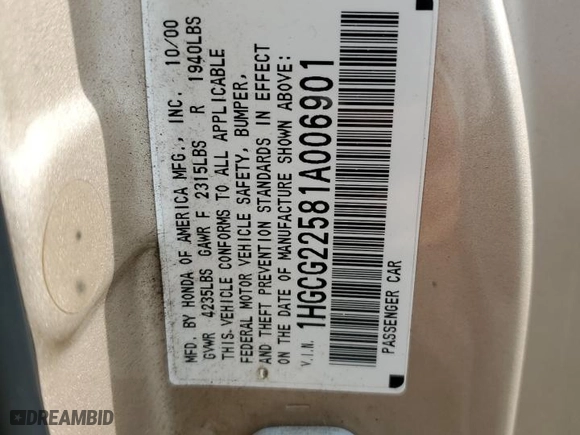 MFD. BY HONDA OF AMERICA MFG., INC. 10/00
GVWR 4235LBS GAWR F 2315LBS R 1940LBS
THIS VEHICLE CONFORMS TO ALL APPLICABLE
FEDERAL MOTOR VEHICLE SAFETY, BUMPER,
AND THEFT PREVENTION STANDARDS IN EFFECT
ON THE DATE OF MANUFACTURE SHOWN ABOVE:
V.I.N. 1HGCG22581A006901
PASSENGER CAR
DREAMBID